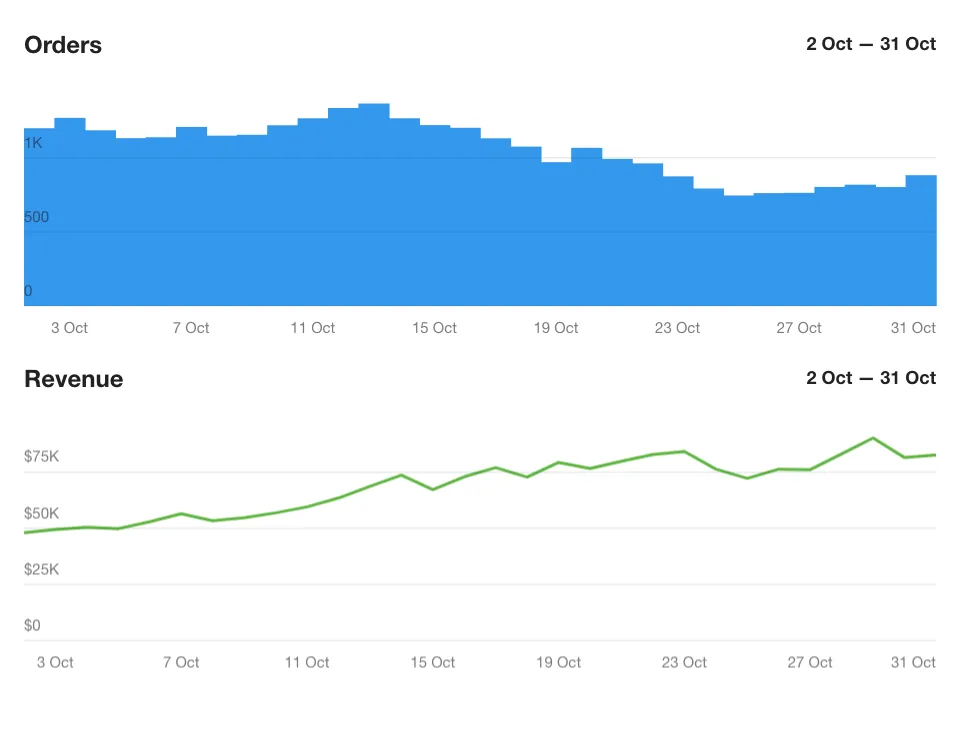 Orders 2 Oct — 31 Oct
1K
500
0
3 Oct 7 Oct 11 Oct 15 Oct 19 Oct 23 Oct 27 Oct 31 Oct
Revenue 2 Oct — 31 Oct
$75K
$50K
$25K
$0
3 Oct 7 Oct 11 Oct 15 Oct 19 Oct 23 Oct 27 Oct 31 Oct